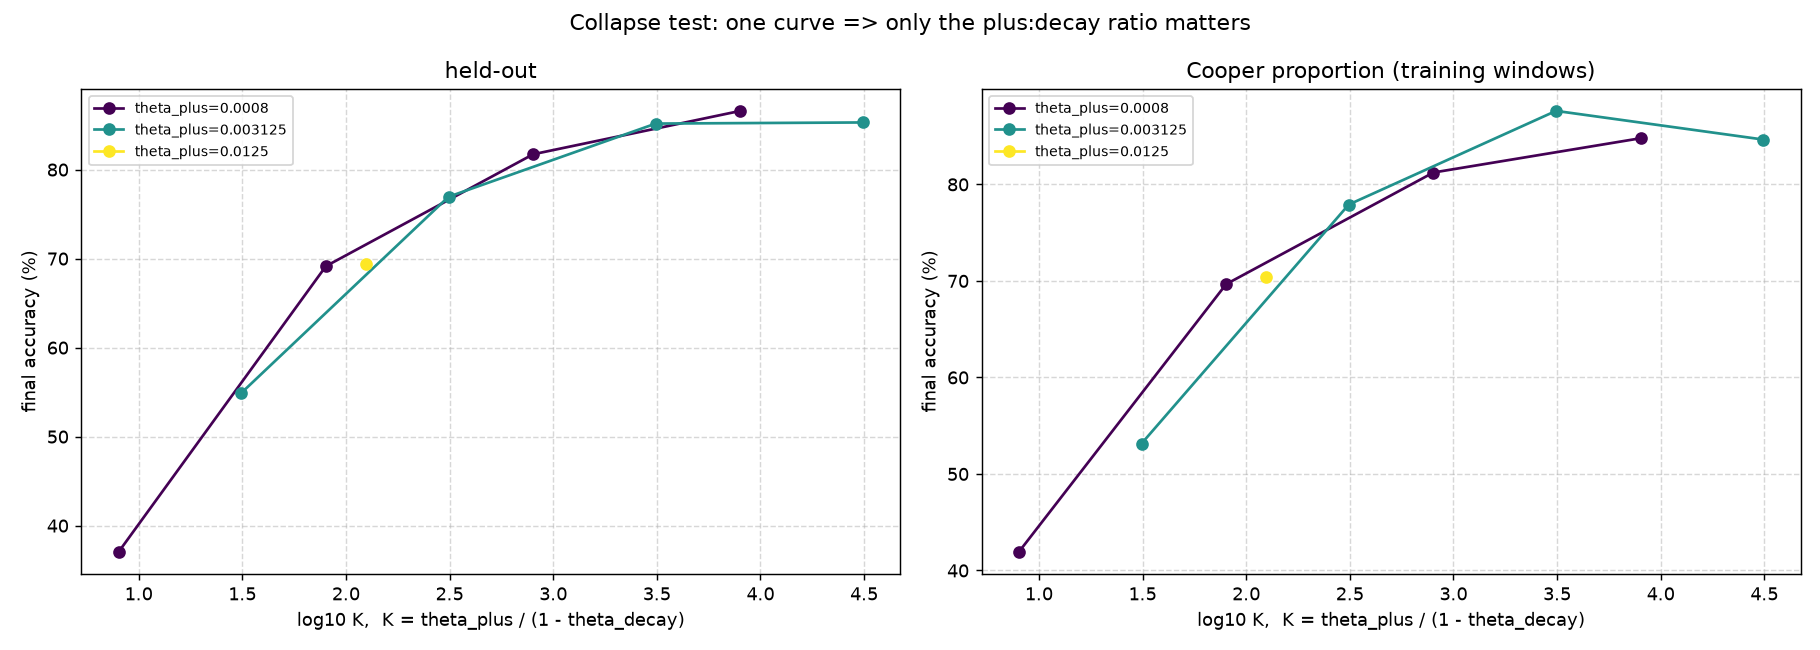 Collapse test: one curve => only the plus:decay ratio matters
held-out
theta_plus=0.0008
theta_plus=0.003125
theta_plus=0.0125
final accuracy (%)
80
70
60
50
40
1.0 1.5 2.0 2.5 3.0 3.5 4.0 4.5
log10 K, K = theta_plus / (1 - theta_decay)
Cooper proportion (training windows)
theta_plus=0.0008
theta_plus=0.003125
theta_plus=0.0125
final accuracy (%)
80
70
60
50
40
1.0 1.5 2.0 2.5 3.0 3.5 4.0 4.5
log10 K, K = theta_plus / (1 - theta_decay)